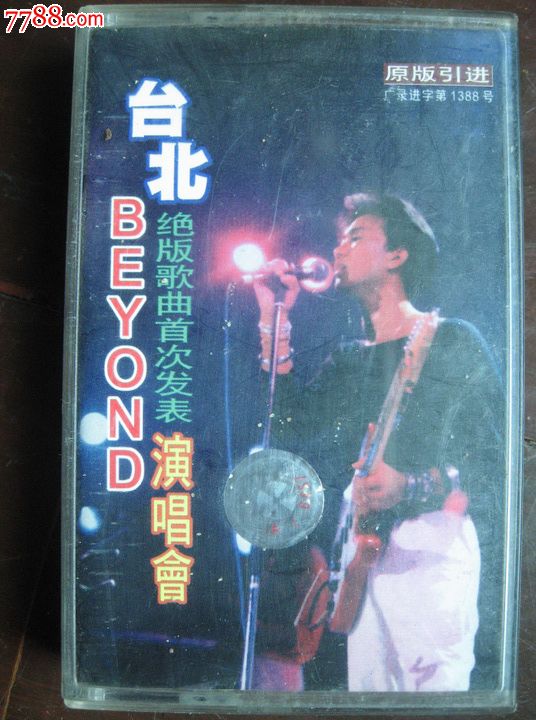 7788.com
原版引进
广录进字第1388号
台北
BEYOND
绝版歌曲首次发表
演唱會